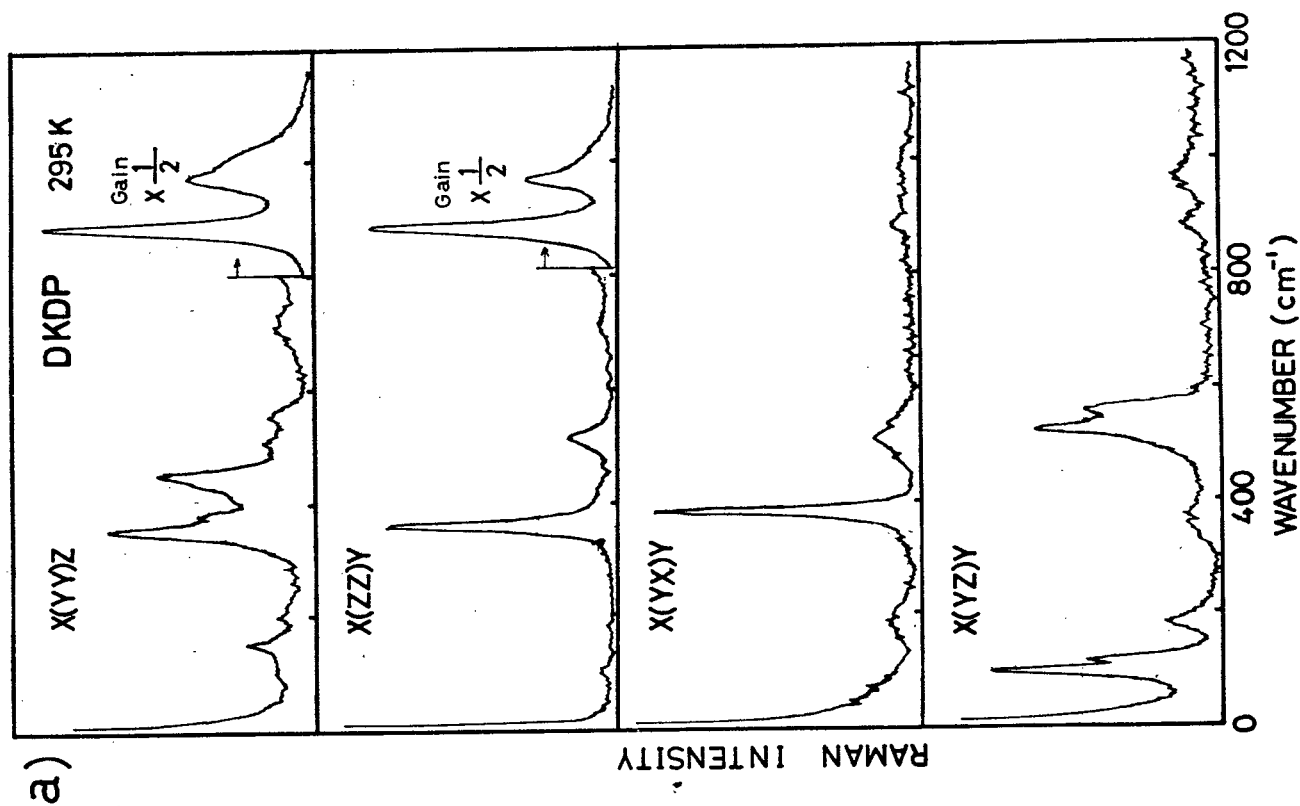 a)
DKDP 295K
X(YY)Z
Gain
X 1/2
X(ZZ)Y
Gain
X 1/2
X(YX)Y
X(YZ)Y
RAMAN INTENSITY
0 400 800 1200
WAVENUMBER (cm⁻¹)